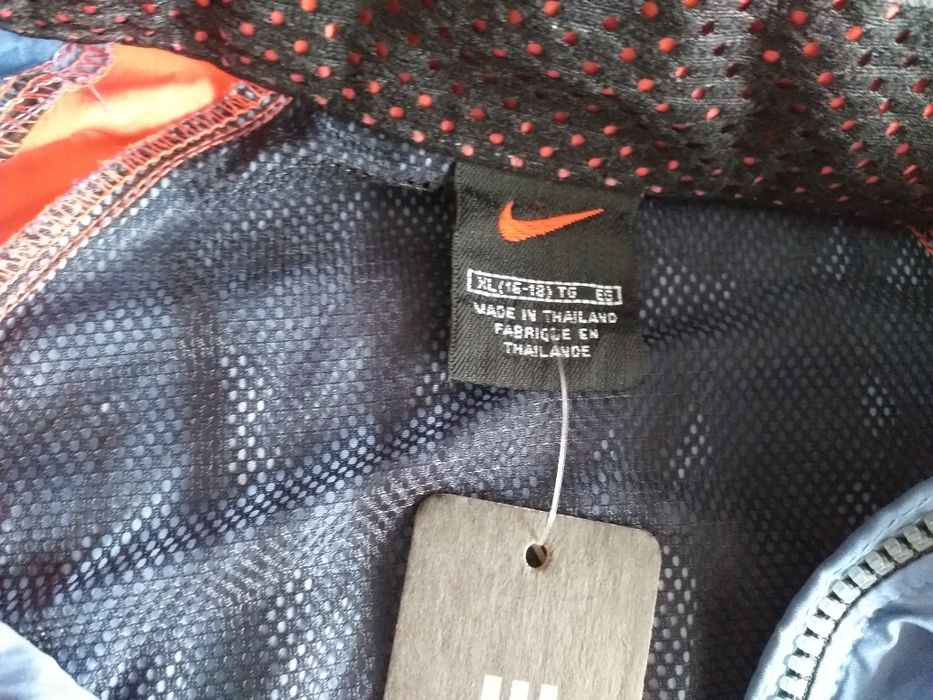 XL (16-18) TG EG
MADE IN THAILAND
FABRIQUE EN
THAILANDE